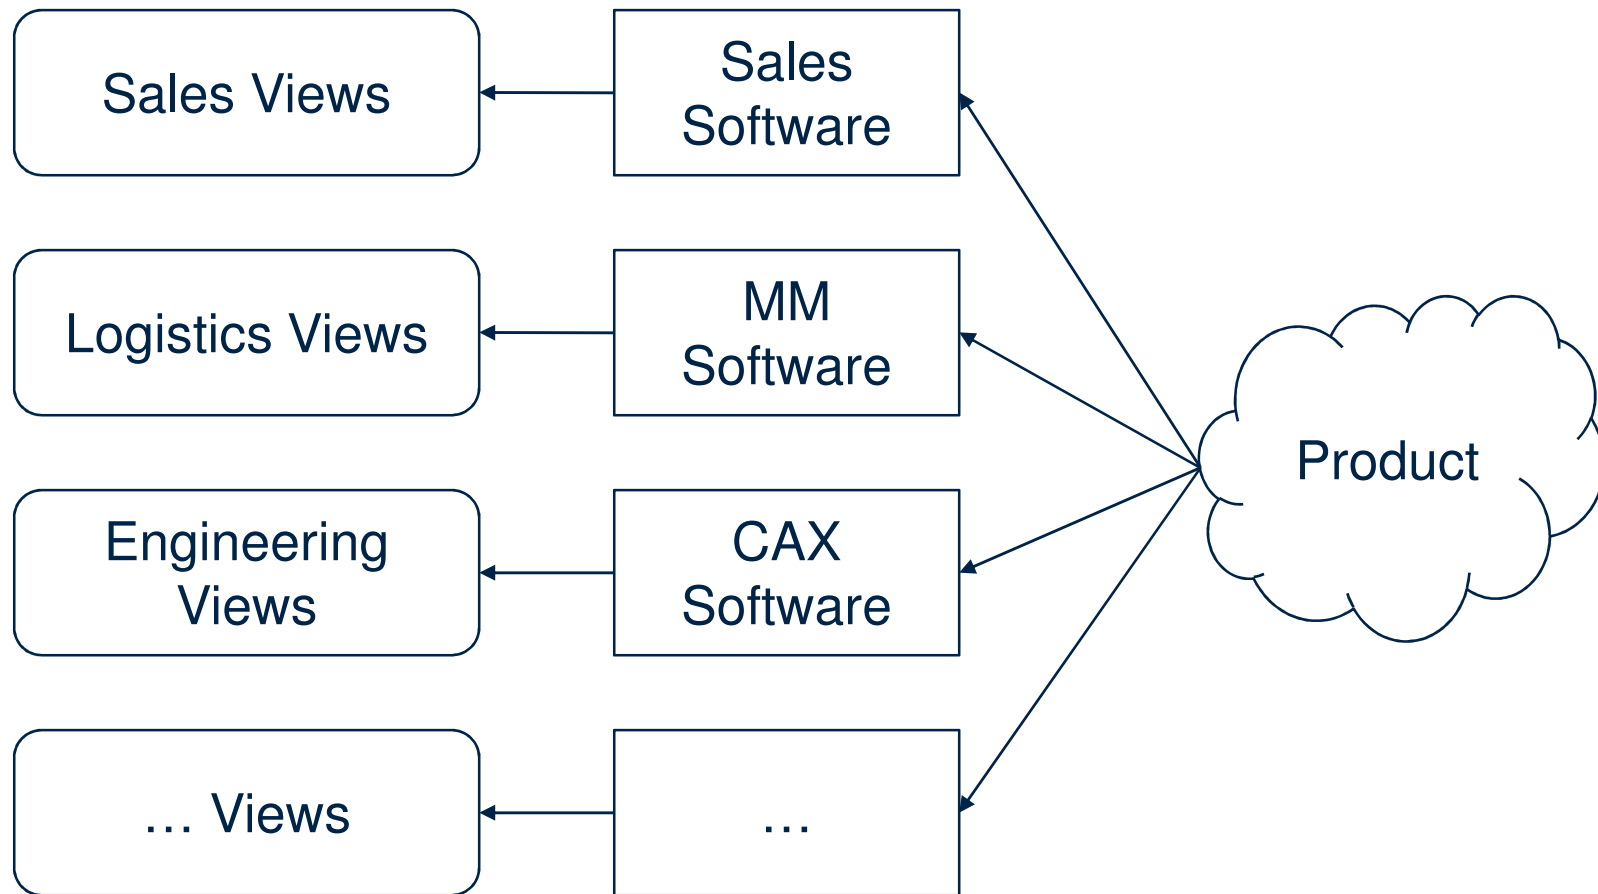 Sales Views
Sales
Software
Logistics Views
MM
Software
Product
Engineering
Views
CAX
Software
… Views
…